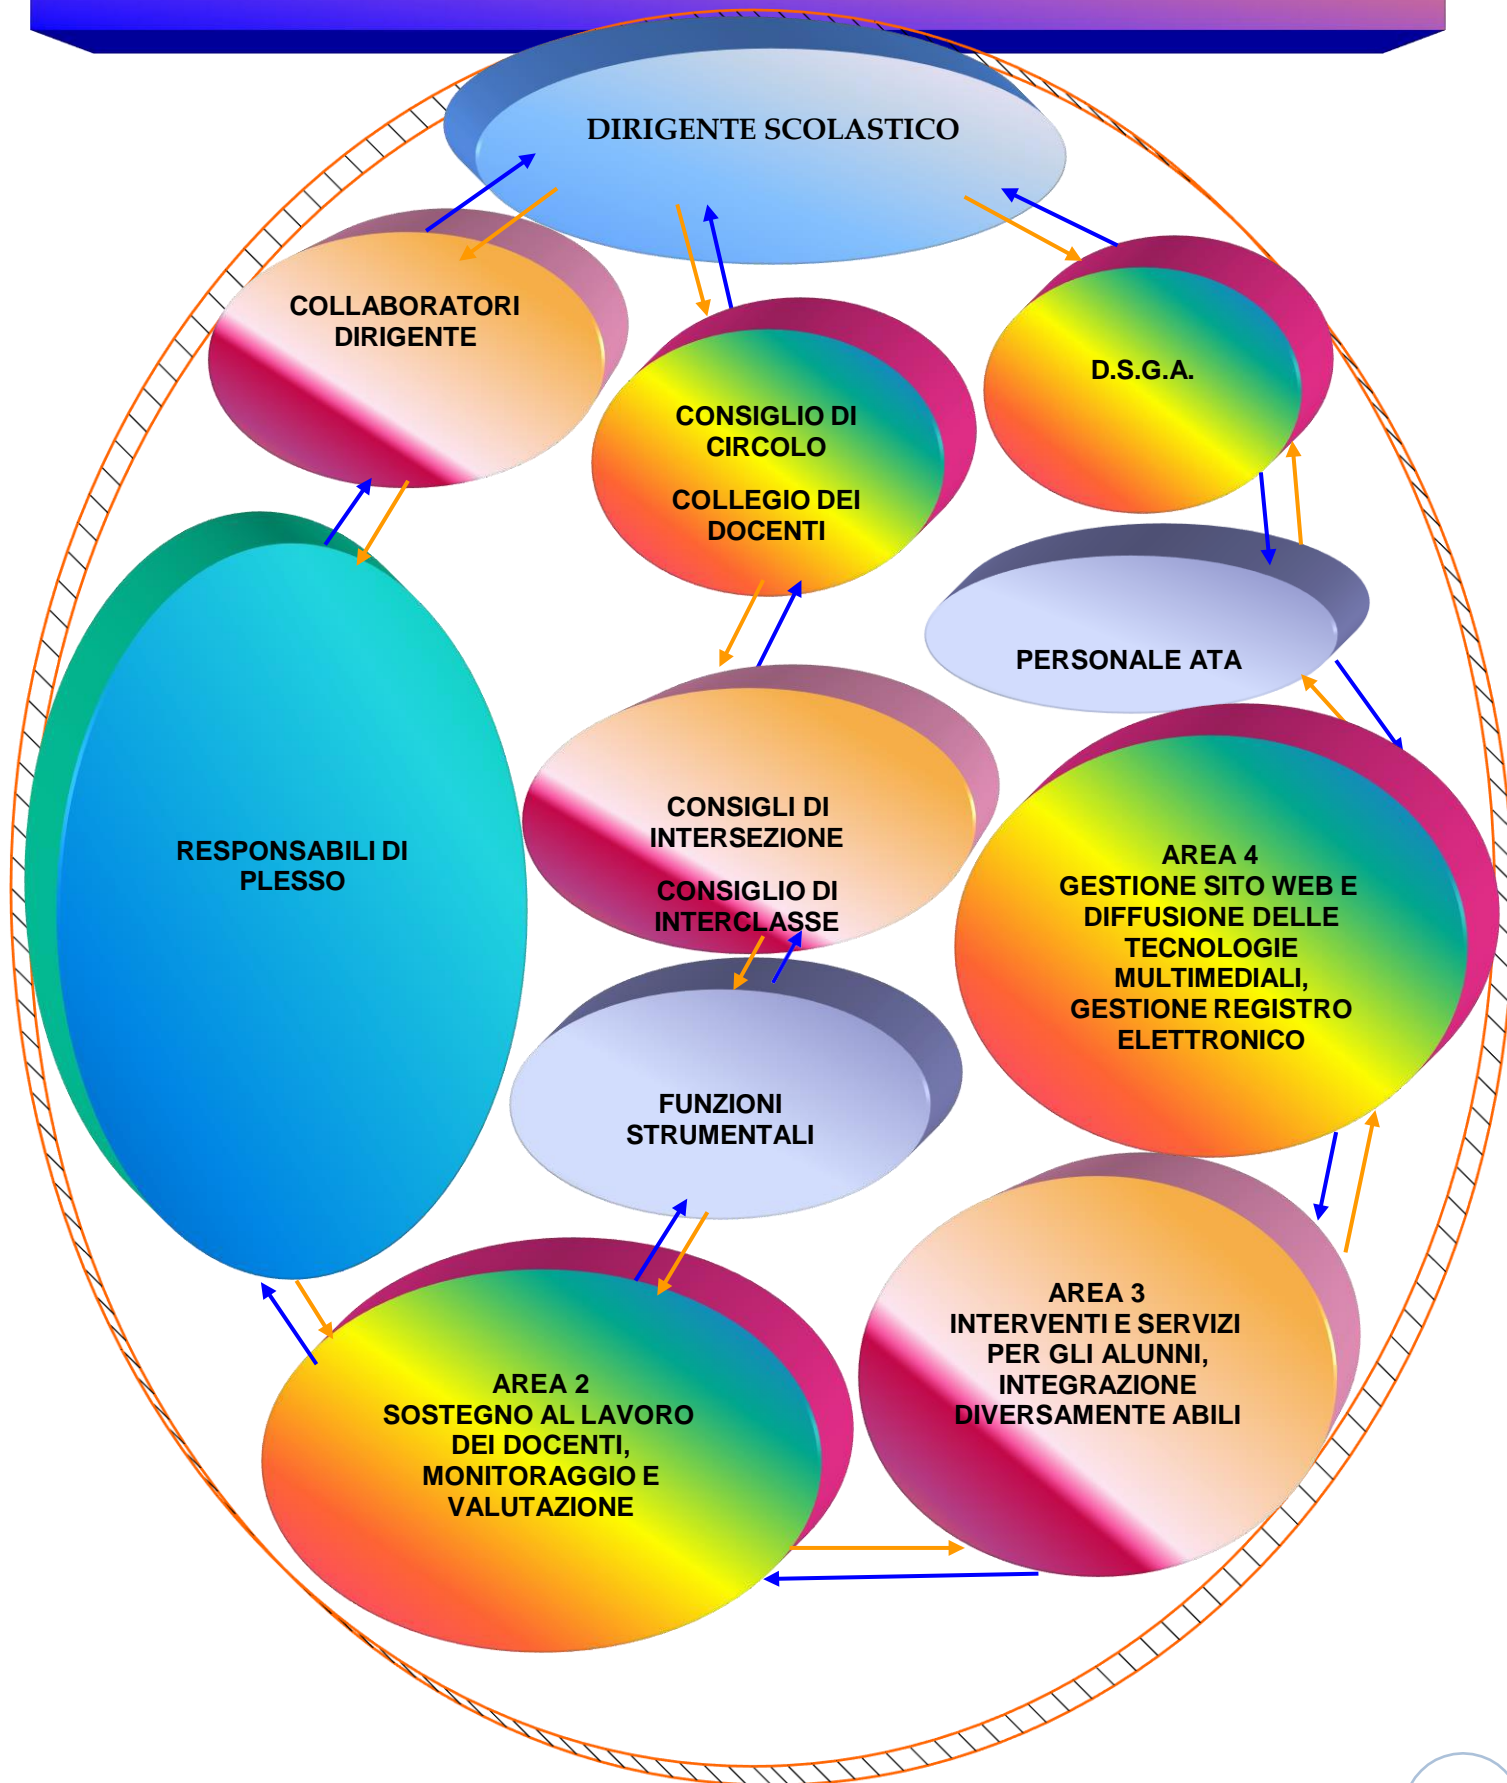 DIRIGENTE SCOLASTICO
COLLABORATORI
DIRIGENTE
CONSIGLIO DI
CIRCOLO
COLLEGIO DEI
DOCENTI
D.S.G.A.
PERSONALE ATA
RESPONSABILI DI
PLESSO
CONSIGLI DI
INTERSEZIONE
CONSIGLIO DI
INTERCLASSE
AREA 4
GESTIONE SITO WEB E
DIFFUSIONE DELLE
TECNOLOGIE
MULTIMEDIALI,
GESTIONE REGISTRO
ELETTRONICO
FUNZIONI
STRUMENTALI
AREA 3
INTERVENTI E SERVIZI
PER GLI ALUNNI,
INTEGRAZIONE
DIVERSAMENTE ABILI
AREA 2
SOSTEGNO AL LAVORO
DEI DOCENTI,
MONITORAGGIO E
VALUTAZIONE